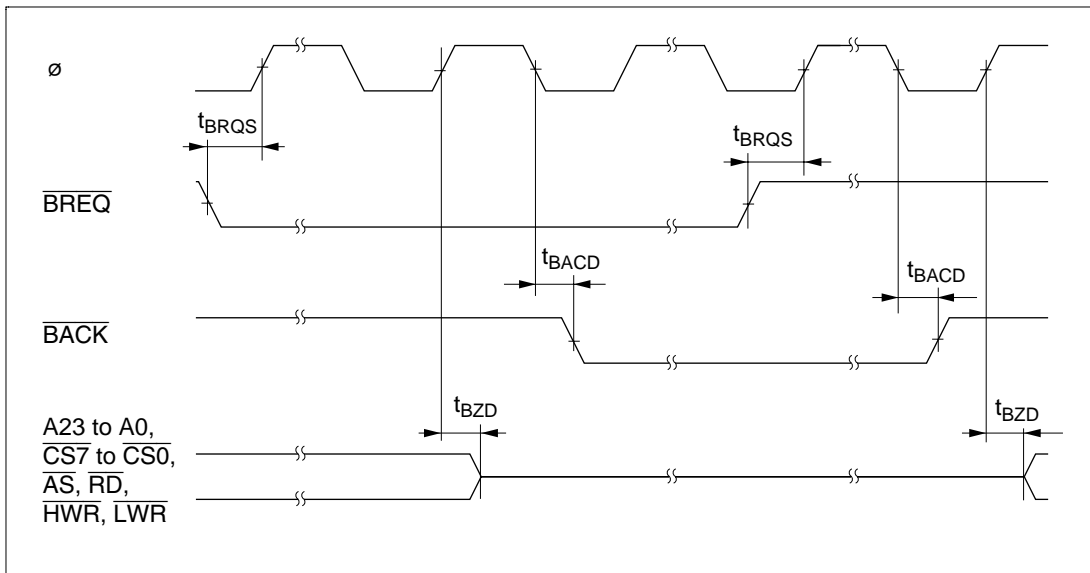 ø
tBRQS
tBRQS
BREQ
tBACD
tBACD
BACK
tBZD
tBZD
A23 to A0,
CS7 to CS0,
AS, RD,
HWR, LWR